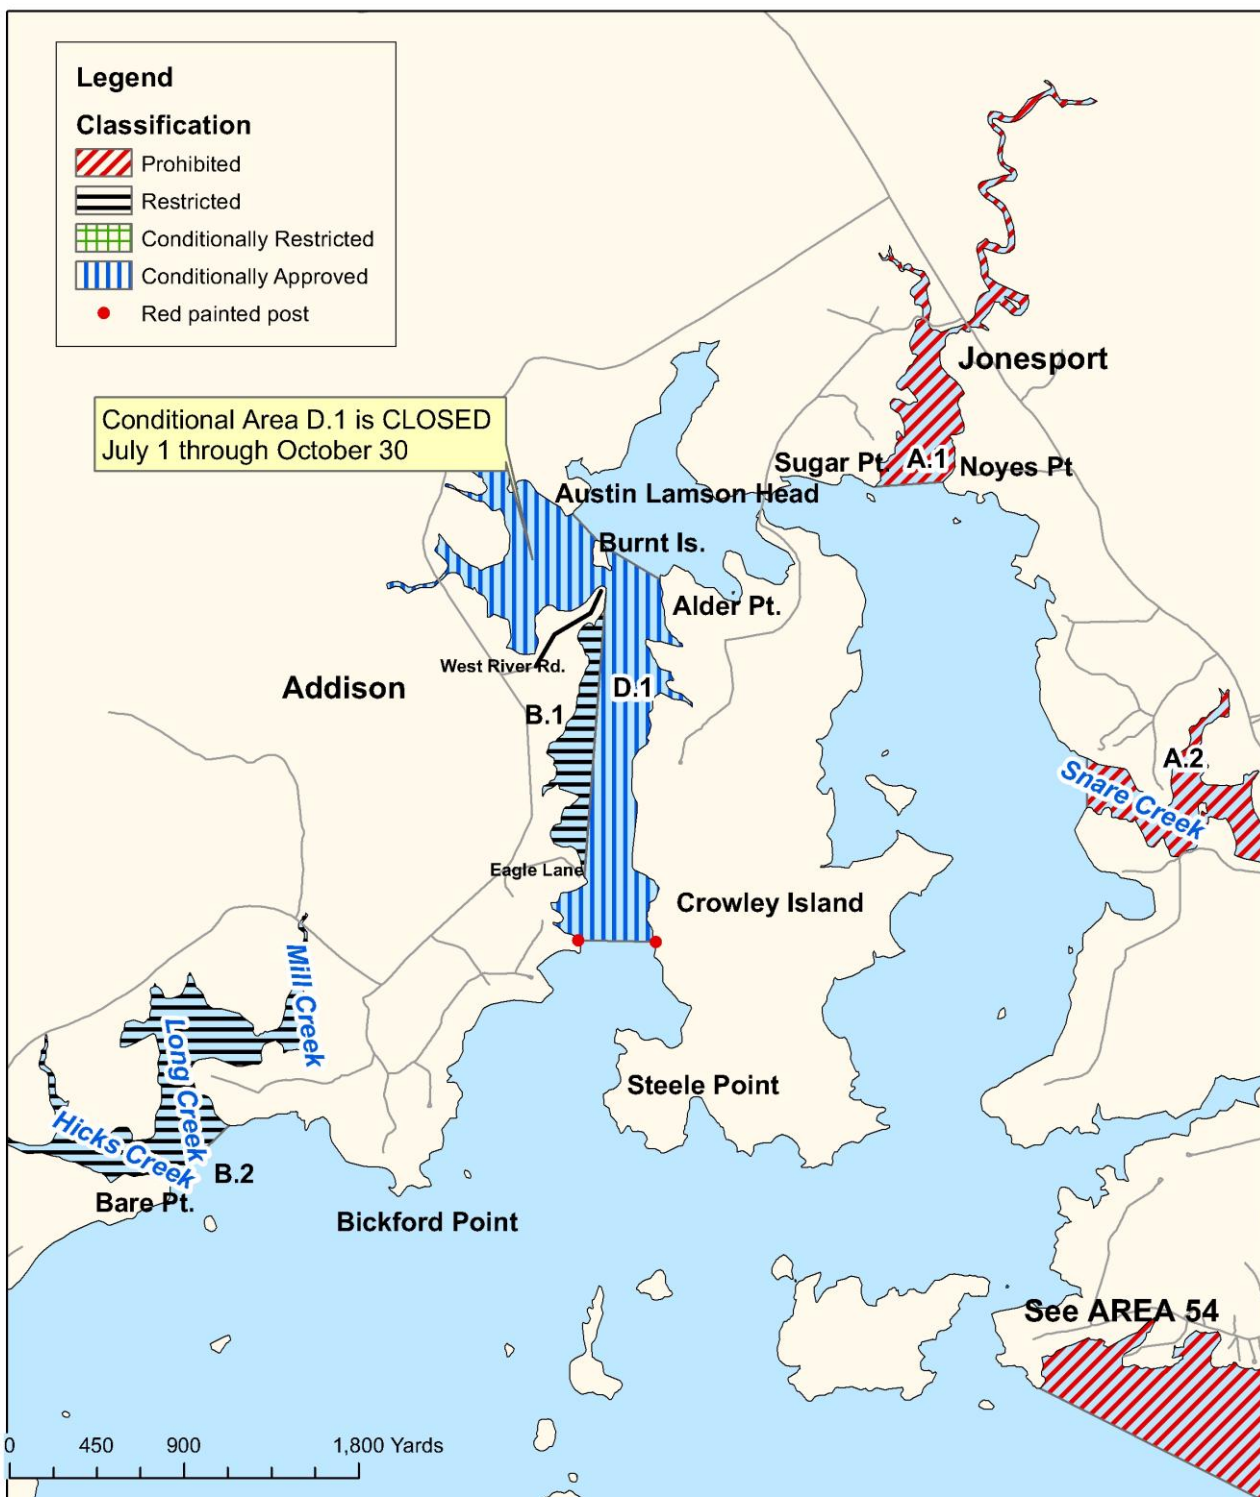 Legend
Classification
Prohibited
Restricted
Conditionally Restricted
Conditionally Approved
Red painted post
Jonesport
Conditional Area D.1 is CLOSED
July 1 through October 30
Sugar Pt.
A.1
Noyes Pt
Austin Lamson Head
Burnt Is.
Alder Pt.
West River Rd.
Addison
D.1
B.1
A.2
Snare Creek
Eagle Lane
Crowley Island
Mill Creek
Long Creek
Steele Point
Hicks Creek
B.2
Bare Pt.
Bickford Point
See AREA 54
0 450 900 1,800 Yards